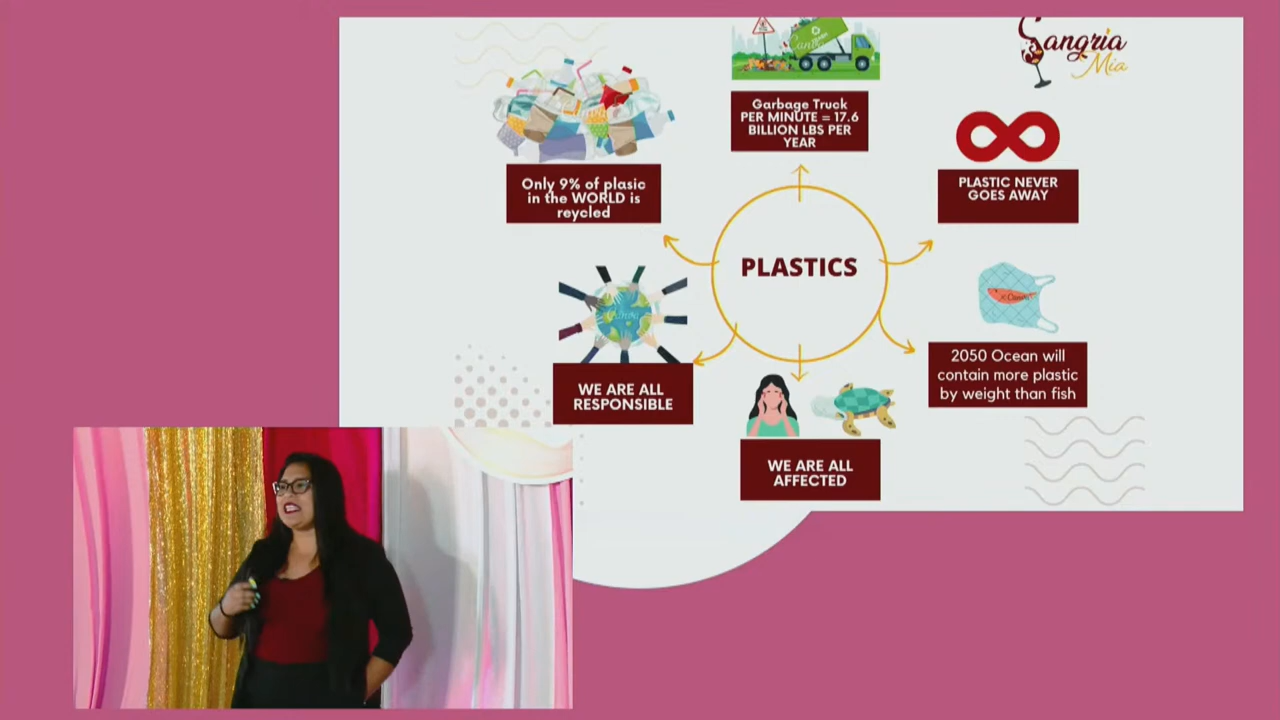 Sangria
Mia
Garbage Truck
PER MINUTE = 17.6
BILLION LBS PER
YEAR
Only 9% of plasic
in the WORLD is
reycled
PLASTIC NEVER
GOES AWAY
PLASTICS
2050 Ocean will
contain more plastic
by weight than fish
WE ARE ALL
RESPONSIBLE
WE ARE ALL
AFFECTED